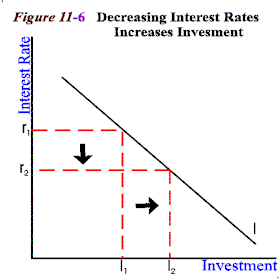 Figure 11-6 Decreasing Interest Rates
Increases Invesment
Interest Rate
r1
r2
I
I1
I2
Investment